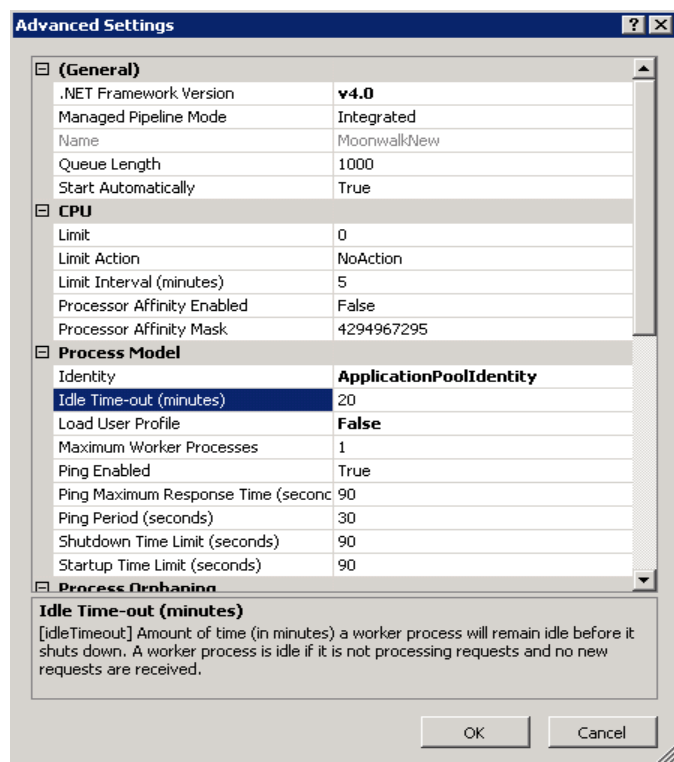 Advanced Settings
(General)
.NET Framework Version v4.0
Managed Pipeline Mode Integrated
Name MoonwalkNew
Queue Length 1000
Start Automatically True
CPU
Limit 0
Limit Action NoAction
Limit Interval (minutes) 5
Processor Affinity Enabled False
Processor Affinity Mask 4294967295
Process Model
Identity ApplicationPoolIdentity
Idle Time-out (minutes) 20
Load User Profile False
Maximum Worker Processes 1
Ping Enabled True
Ping Maximum Response Time (second 90
Ping Period (seconds) 30
Shutdown Time Limit (seconds) 90
Startup Time Limit (seconds) 90
Process Orphaning
Idle Time-out (minutes)
[idleTimeout] Amount of time (in minutes) a worker process will remain idle before it
shuts down. A worker process is idle if it is not processing requests and no new
requests are received.
OK Cancel